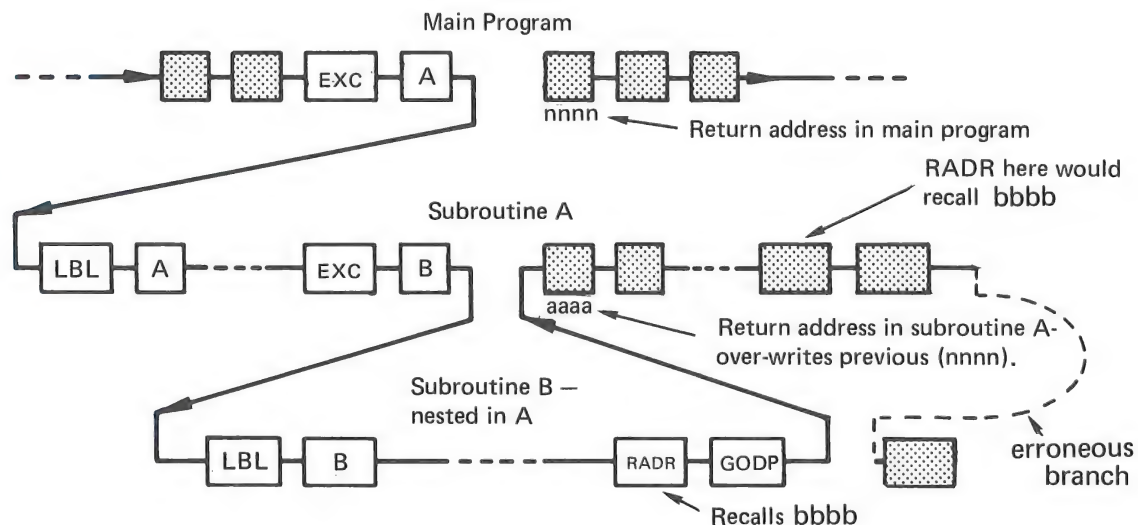 Main Program
EXC A
nnnn
Return address in main program
RADR here would
recall bbbb
Subroutine A
LBL A EXC B
aaaa
Return address in subroutine A-
over-writes previous (nnnn).
Subroutine B —
nested in A
LBL B RADR GODP
erroneous
branch
Recalls bbbb